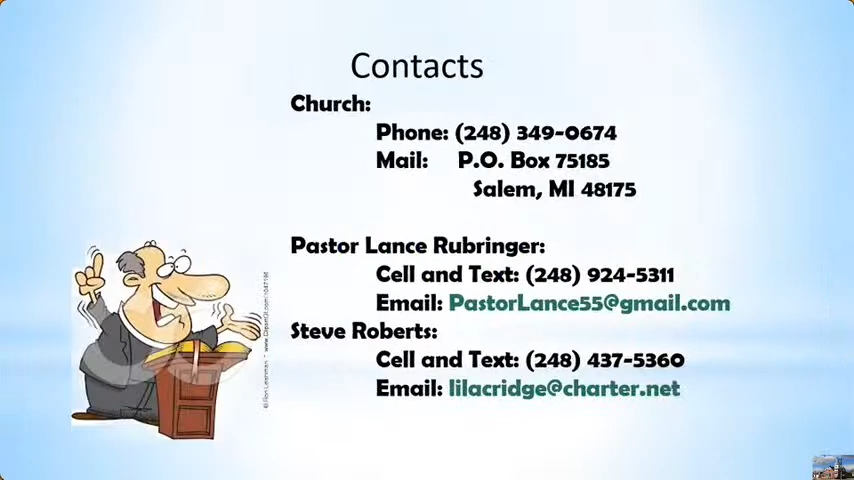 Contacts
Church:
Phone: (248) 349-0674
Mail: P.O. Box 75185
Salem, MI 48175
Pastor Lance Rubringer:
Cell and Text: (248) 924-5311
Email: PastorLance55@gmail.com
Steve Roberts:
Cell and Text: (248) 437-5360
Email: lilacridge@charter.net